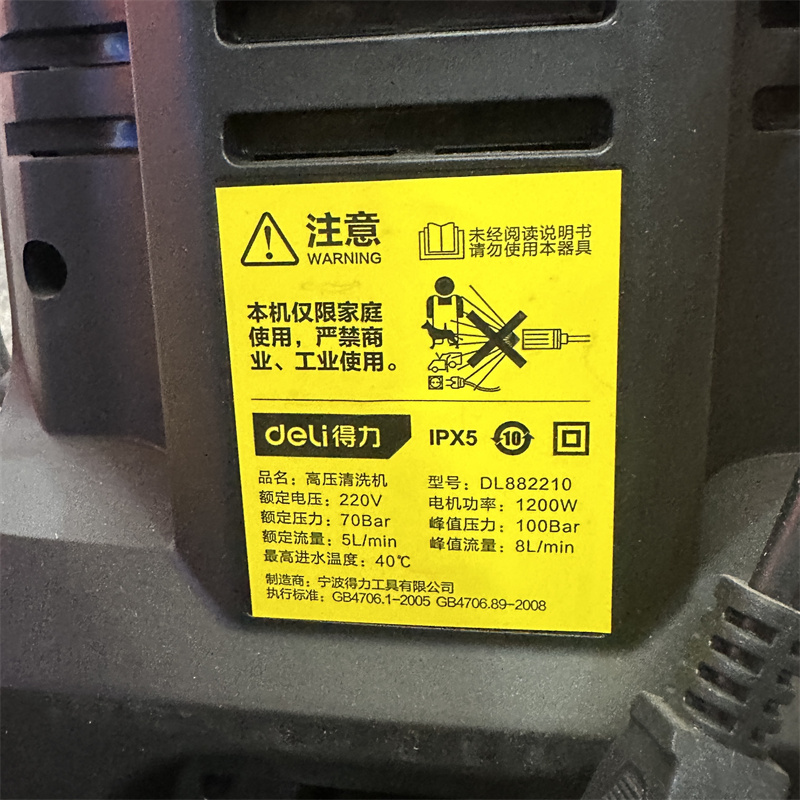 注意
WARNING
未经阅读说明书
请勿使用本器具
本机仅限家庭
使用，严禁商
业、工业使用。
deli得力
IPX5
10
品名：高压清洗机
型号：DL882210
额定电压：220V
电机功率：1200W
额定压力：70Bar
峰值压力：100Bar
额定流量：5L/min
峰值流量：8L/min
最高进水温度：40℃
制造商：宁波得力工具有限公司
执行标准：GB4706.1-2005 GB4706.89-2008